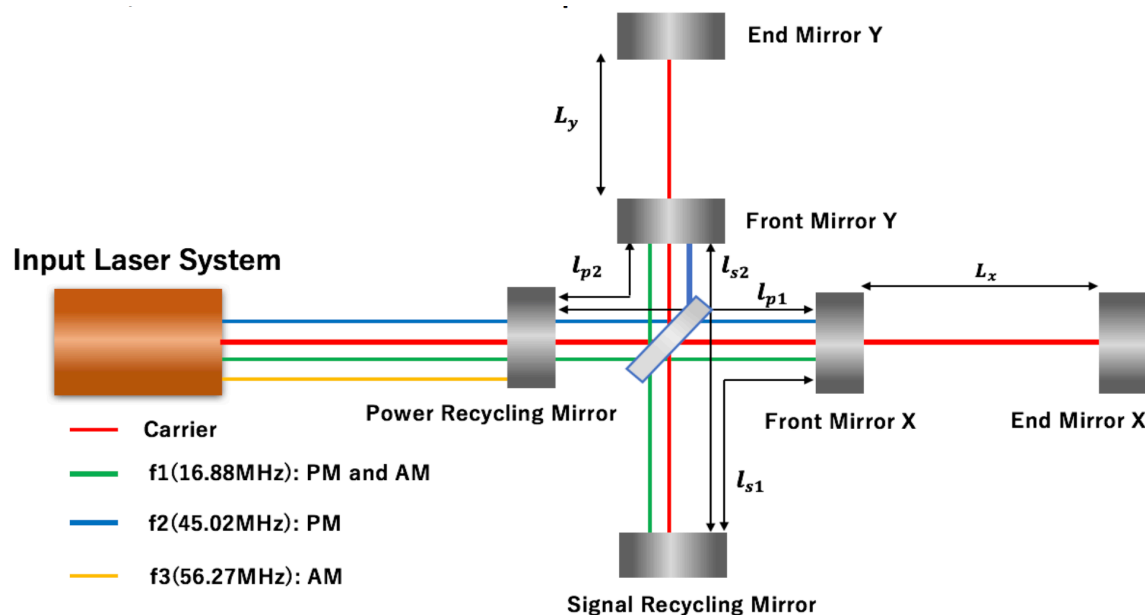 End Mirror Y
L_y
Front Mirror Y
Input Laser System
l_p2
l_s2
l_p1
L_x
Power Recycling Mirror
Front Mirror X
End Mirror X
Carrier
l_s1
f1(16.88MHz): PM and AM
f2(45.02MHz): PM
f3(56.27MHz): AM
Signal Recycling Mirror